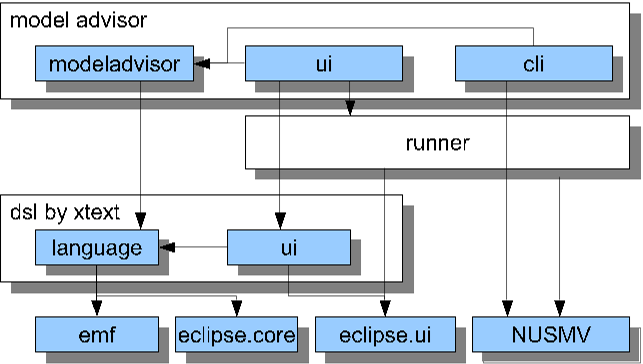 model advisor
modeladvisor
ui
cli
runner
dsl by xtext
language
ui
emf
eclipse.core
eclipse.ui
NUSMV